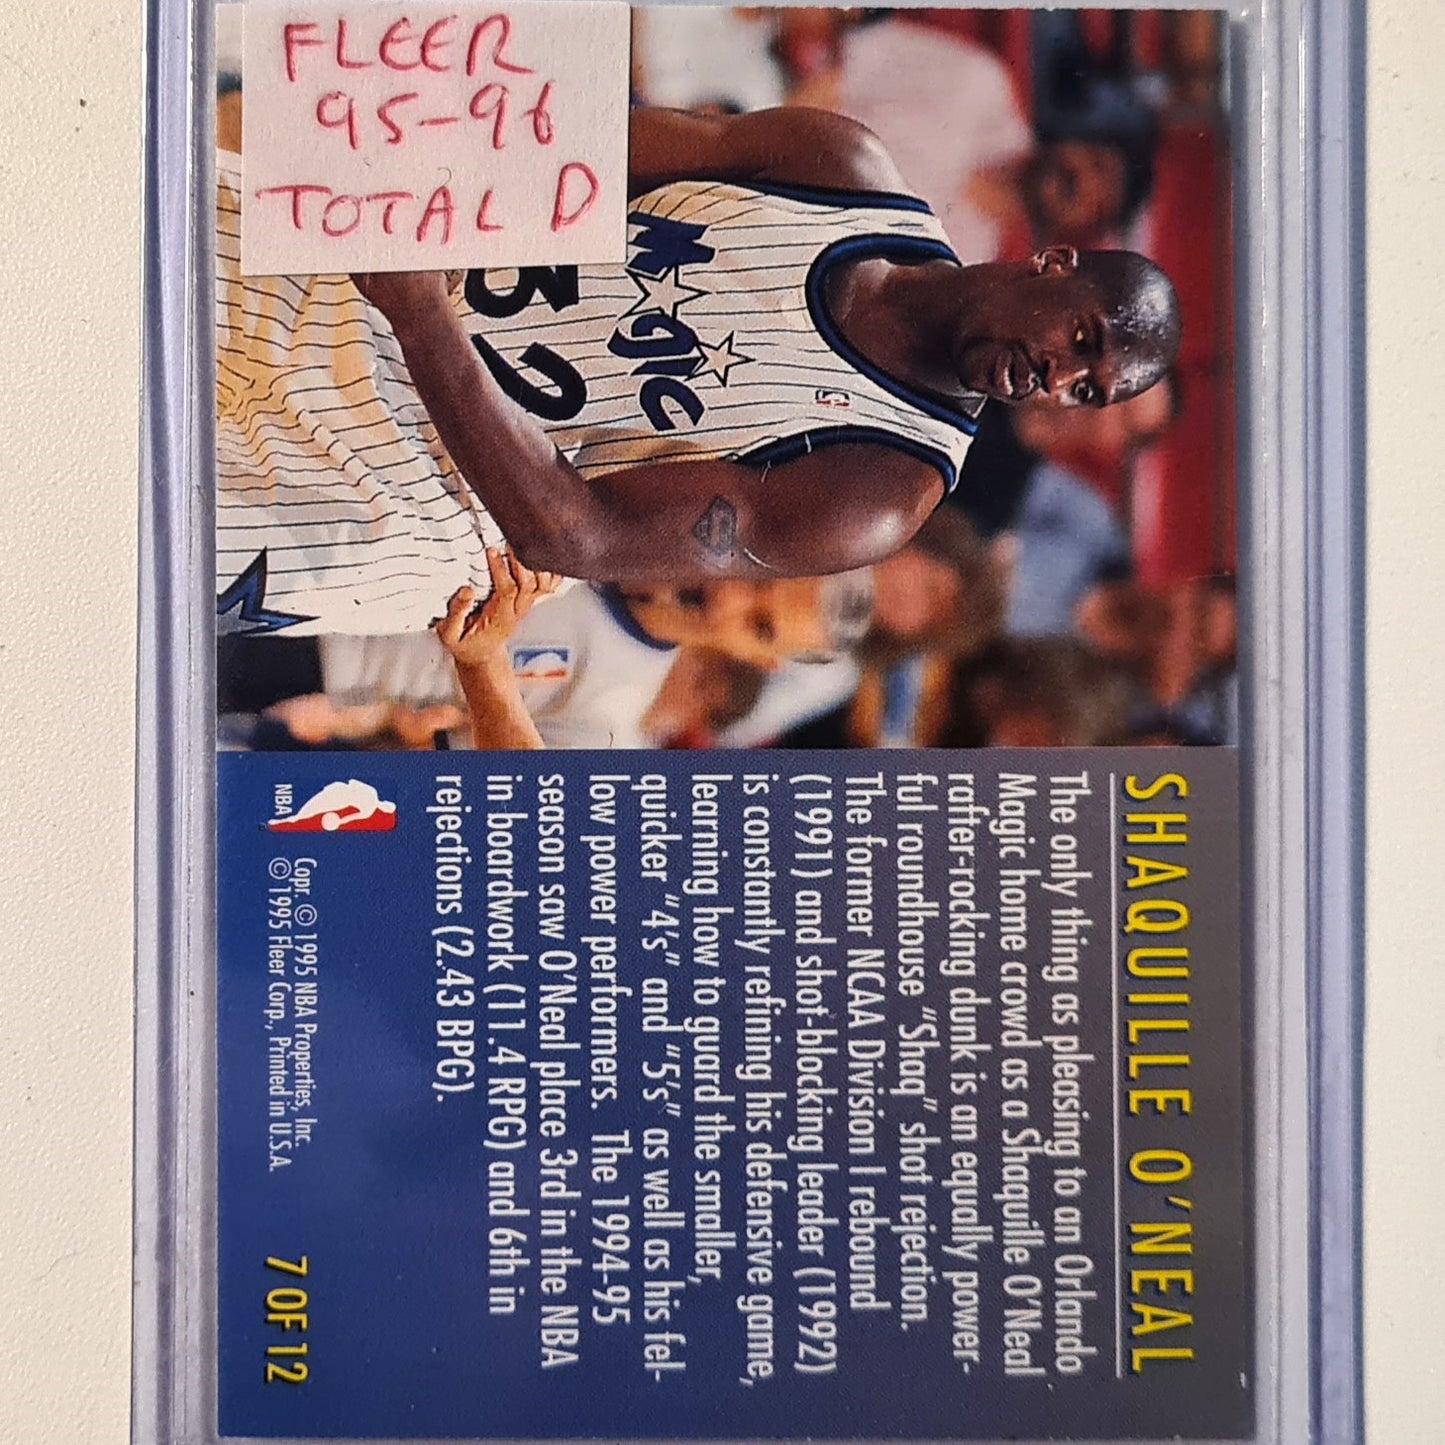 FLEER
95-96
TOTAL D
MAGIC
32
SHAQUILLE O'NEAL
The only thing as pleasing to an Orlando
Magic home crowd as a Shaquille O'Neal
rafter-rocking dunk is an equally power-
ful roundhouse "Shaq" shot rejection.
The former NCAA Division I rebound
(1991) and shot-blocking leader (1992)
is constantly refining his defensive game,
learning how to guard the smaller,
quicker "4's" and "5's" as well as his fel-
low power performers. The 1994-95
season saw O'Neal place 3rd in the NBA
in boardwork (11.4 RPG) and 6th in
rejections (2.43 BPG).
NBA
Copr. © 1995 NBA Properties, Inc.
© 1995 Fleer Corp., Printed in U.S.A.
7 OF 12